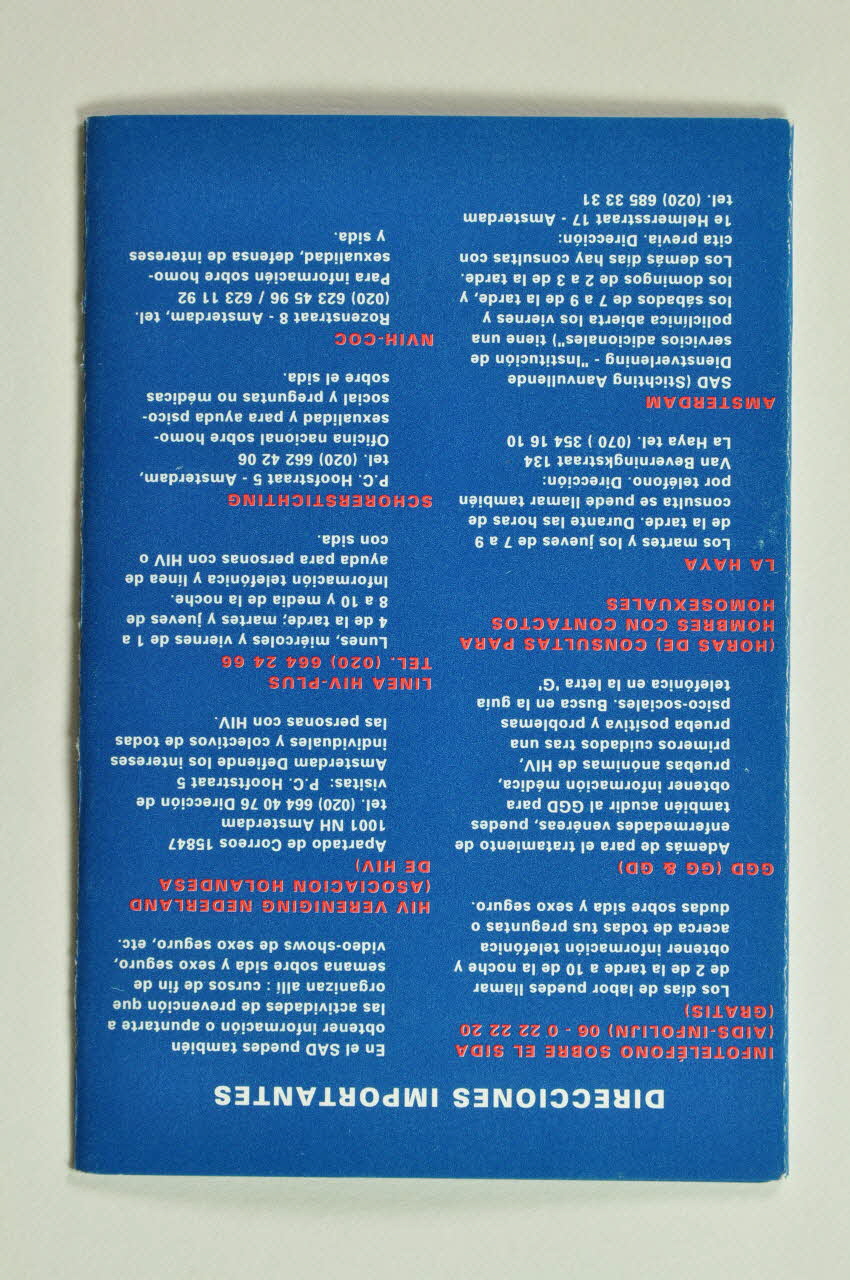 DIRECCIONES IMPORTANTES
INFOTELÉFONO SOBRE EL SIDA
(AIDS-INFOLIJN) 06 - 0 22 22 20
(GRATIS)
Los días de labor puedes llamar
de 2 de la tarde a 10 de la noche y
obtener información telefónica
acerca de todas tus preguntas o
dudas sobre sida y sexo seguro.
GGD (GG & GD)
Además de para el tratamiento de
enfermedades venéreas, puedes
también acudir al GGD para
obtener información médica,
pruebas anónimas de HIV,
primeros cuidados tras una
prueba positiva y problemas
psico-sociales. Busca en la guía
telefónica en la letra 'G'
(HORAS DE) CONSULTAS PARA
HOMBRES CON CONTACTOS
HOMOSEXUALES
LA HAYA
Los martes y los jueves de 7 a 9
de la tarde. Durante las horas de
consulta se puede llamar también
por teléfono. Dirección:
Van Beverningkstraat 134
La Haya tel. (070 ) 354 16 10
AMSTERDAM
SAD (Stichting Aanvullende
Dienstverlening - "Institución de
servicios adicionales") tiene una
policlínica abierta los viernes y
los sábados de 7 a 9 de la tarde, y
los domingos de 2 a 3 de la tarde.
Los demás días hay consultas con
cita previa. Dirección:
1e Helmersstraat 17 - Amsterdam
tel. (020) 685 33 31
En el SAD puedes también
obtener información o apuntarte a
las actividades de prevención que
organizan allí : cursos de fin de
semana sobre sida y sexo seguro,
video-shows de sexo seguro, etc.
HIV VERENIGING NEDERLAND
(ASOCIACION HOLANDESA
DE HIV)
Apartado de Correos 15847
1001 NH Amsterdam
tel. (020) 664 40 76 Dirección de
visitas: P.C. Hooftstraat 5
Amsterdam Defiende los intereses
individuales y colectivos de todas
las personas con HIV.
LINEA HIV-PLUS
TEL. (020) 664 24 66
Lunes, miércoles y viernes de 1 a
4 de la tarde; martes y jueves de
8 a 10 y media de la noche.
Información telefónica y línea de
ayuda para personas con HIV o
con sida.
SCHORERSTICHTING
P.C. Hoofstraat 5 - Amsterdam,
tel. (020) 662 42 06
Oficina nacional sobre homo-
sexualidad y para ayuda psico-
social y preguntas no médicas
sobre el sida.
NVIH-COC
Rozenstraat 8 - Amsterdam, tel.
(020) 623 45 96 / 623 11 92
Para información sobre homo-
sexualidad, defensa de intereses
y sida.